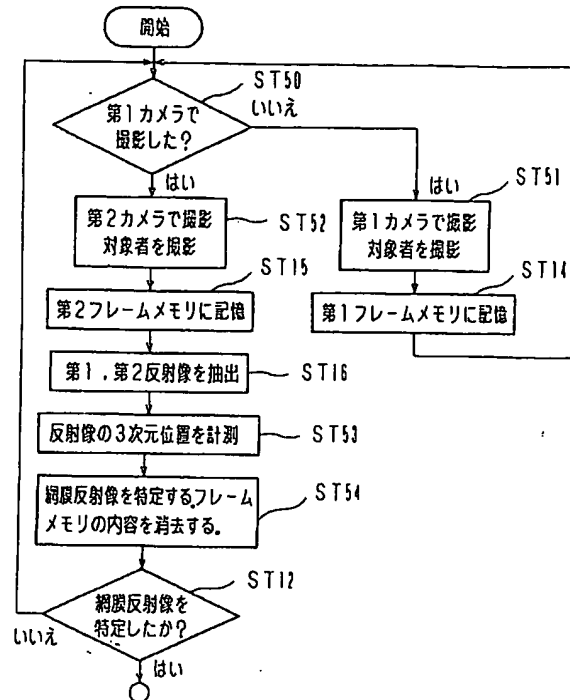 開始
ST50
第1カメラで
撮影した?
いいえ
はい
第2カメラで撮影
対象者を撮影
ST52
はい
ST51
第1カメラで撮影
対象者を撮影
ST15
第2フレームメモリに記憶
ST14
第1フレームメモリに記憶
第1,第2反射像を抽出
ST16
反射像の3次元位置を計測
ST53
網膜反射像を特定する。フレーム
メモリの内容を消去する。
ST54
ST12
網膜反射像を
特定したか?
いいえ
はい